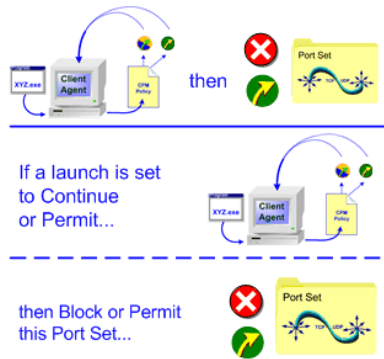 XYZ.exe
Client
Agent
CPM
Policy
then
Port Set
TCP UDP
If a launch is set
to Continue
or Permit...
XYZ.exe
Client
Agent
CPM
Policy
then Block or Permit
this Port Set...
Port Set
TCP UDP